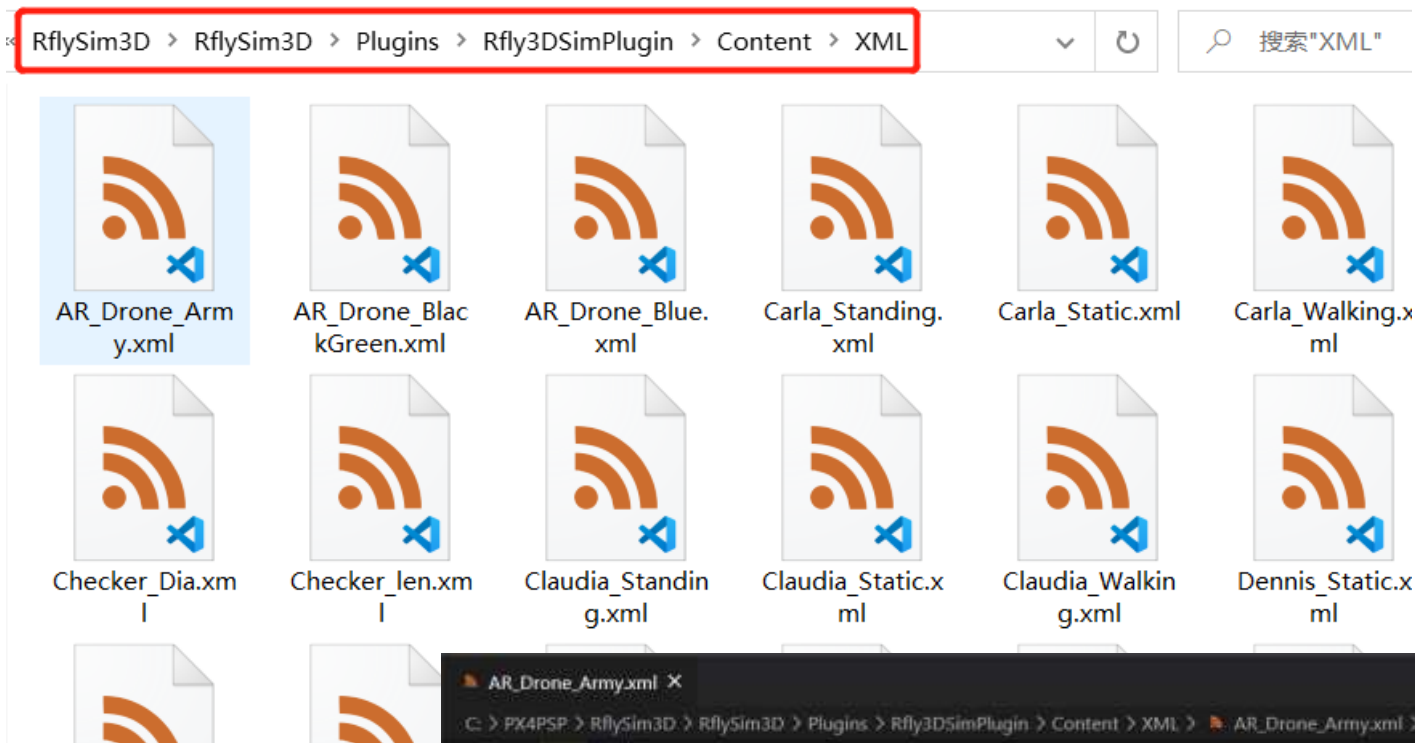 « RflySim3D > RflySim3D > Plugins > Rfly3DSimPlugin > Content > XML
搜索"XML"
AR_Drone_Arm
y.xml
AR_Drone_Blac
kGreen.xml
AR_Drone_Blue.
xml
Carla_Standing.
xml
Carla_Static.xml
Carla_Walking.x
ml
Checker_Dia.xm
l
Checker_len.xm
l
Claudia_Standin
g.xml
Claudia_Static.x
ml
Claudia_Walkin
g.xml
Dennis_Static.x
ml
AR_Drone_Army.xml ×
C: > PX4PSP > RflySim3D > RflySim3D > Plugins > Rfly3DSimPlugin > Content > XML > AR_Drone_Army.xml >